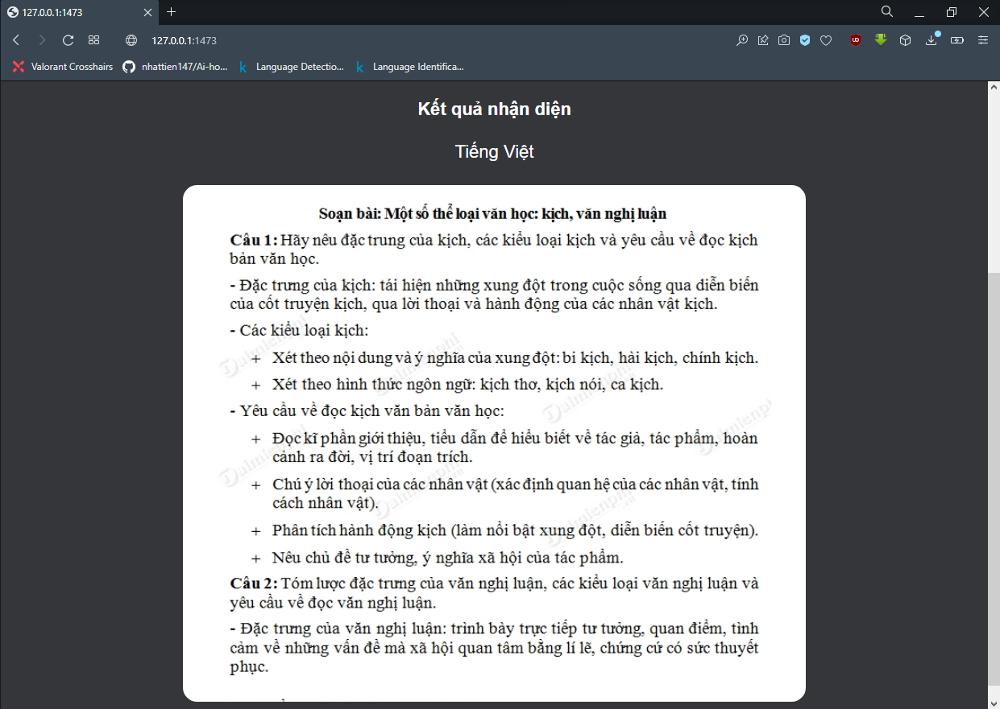 127.0.0.1:1473
127.0.0.1:1473
Valorant Crosshairs nhattien147/Ai-ho... Language Detectio... Language Identifica...
Kết quả nhận diện
Tiếng Việt
Soạn bài: Một số thể loại văn học: kịch, văn nghị luận
Câu 1: Hãy nêu đặc trung của kịch, các kiểu loại kịch và yêu cầu về đọc kịch
bản văn học.
- Đặc trưng của kịch: tái hiện những xung đột trong cuộc sống qua diễn biến
của cốt truyện kịch, qua lời thoại và hành động của các nhân vật kịch.
- Các kiểu loại kịch:
+ Xét theo nội dung và ý nghĩa của xung đột: bi kịch, hài kịch, chính kịch.
+ Xét theo hình thức ngôn ngữ: kịch thơ, kịch nói, ca kịch.
- Yêu cầu về đọc kịch văn bản văn học:
+ Đọc kĩ phần giới thiệu, tiểu dẫn để hiểu biết về tác giả, tác phẩm, hoàn
cảnh ra đời, vị trí đoạn trích.
+ Chú ý lời thoại của các nhân vật (xác định quan hệ của các nhân vật, tính
cách nhân vật).
+ Phân tích hành động kịch (làm nổi bật xung đột, diễn biến cốt truyện).
+ Nêu chủ đề tư tưởng, ý nghĩa xã hội của tác phẩm.
Câu 2: Tóm lược đặc trưng của văn nghị luận, các kiểu loại văn nghị luận và
yêu cầu về đọc văn nghị luận.
- Đặc trưng của văn nghị luận: trình bày trực tiếp tư tưởng, quan điểm, tình
cảm về những vấn đề mà xã hội quan tâm bằng lí lẽ, chứng cứ có sức thuyết
phục.